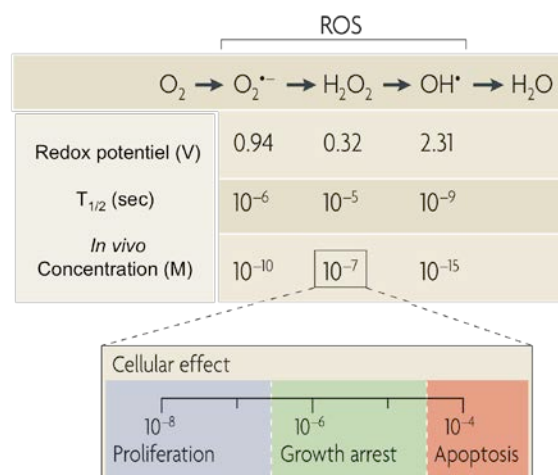 ROS
O₂ → O₂•− → H₂O₂ → OH• → H₂O
Redox potentiel (V) 0.94 0.32 2.31
T₁/₂ (sec) 10⁻⁶ 10⁻⁵ 10⁻⁹
In vivo
Concentration (M) 10⁻¹⁰ 10⁻⁷ 10⁻¹⁵
Cellular effect
10⁻⁸ 10⁻⁶ 10⁻⁴
Proliferation Growth arrest Apoptosis